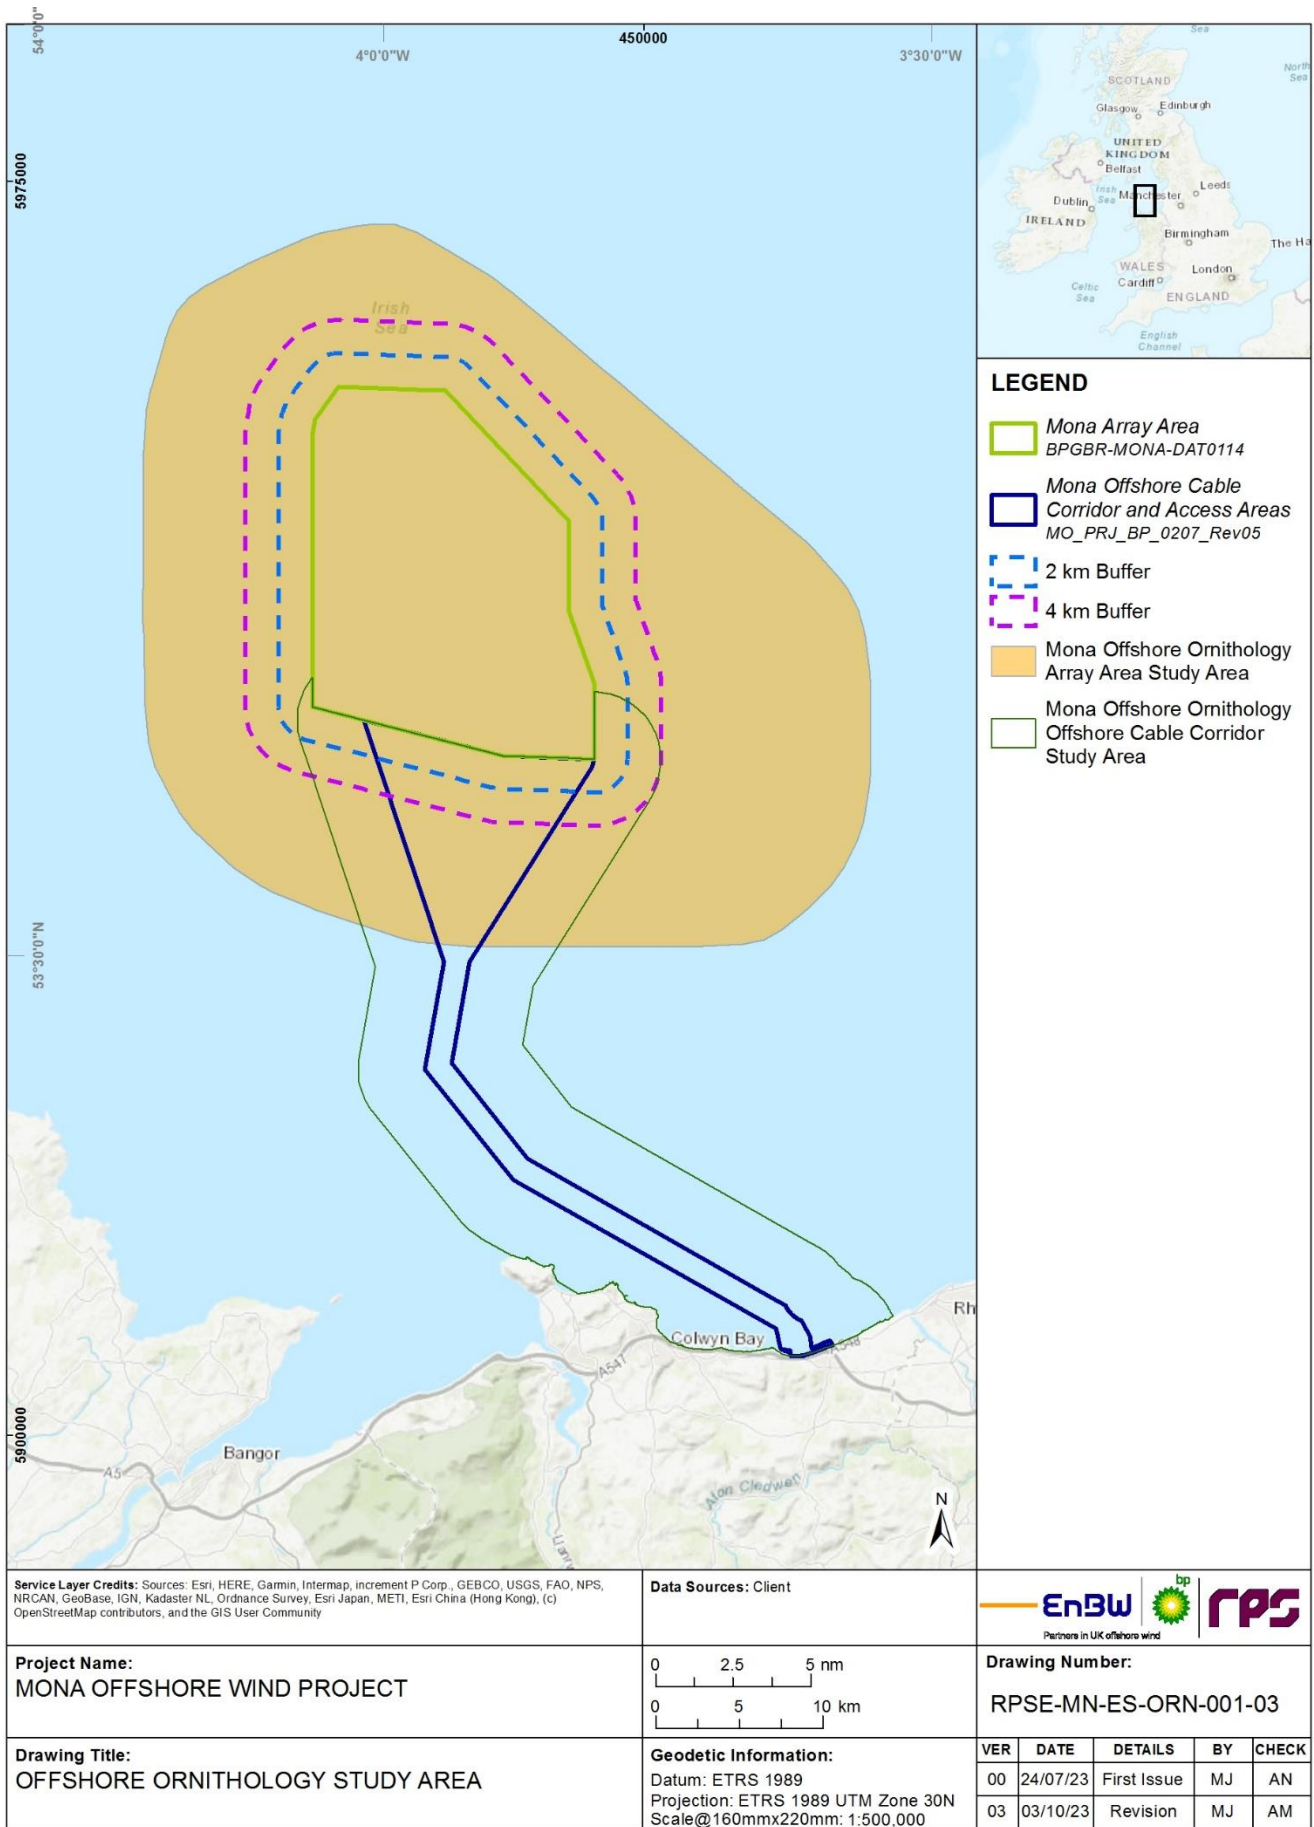 54°0'0"
450000
4°0'0"W
3°30'0"W
5975000
Irish
Sea
53°30'0"N
5900000
Colwyn Bay
Rh
A548
A541
Bangor
A5
Afon Cledwen
N
Sea
North
Sea
SCOTLAND
Glasgow
Edinburgh
UNITED
KINGDOM
Belfast
Irish
Sea
Manchester
Leeds
Dublin
IRELAND
Birmingham
The Ha
WALES
London
Cardiff
Celtic
Sea
ENGLAND
English
Channel
LEGEND
Mona Array Area
BPGBR-MONA-DAT0114
Mona Offshore Cable
Corridor and Access Areas
MO_PRJ_BP_0207_Rev05
2 km Buffer
4 km Buffer
Mona Offshore Ornithology
Array Area Study Area
Mona Offshore Ornithology
Offshore Cable Corridor
Study Area
Service Layer Credits: Sources: Esri, HERE, Garmin, Intermap, increment P Corp., GEBCO, USGS, FAO, NPS,
NRCAN, GeoBase, IGN, Kadaster NL, Ordnance Survey, Esri Japan, METI, Esri China (Hong Kong), (c)
OpenStreetMap contributors, and the GIS User Community
Data Sources: Client
EnBW bp rps
Partners in UK offshore wind
Project Name:
MONA OFFSHORE WIND PROJECT
0 2.5 5 nm
0 5 10 km
Drawing Number:
RPSE-MN-ES-ORN-001-03
Drawing Title:
OFFSHORE ORNITHOLOGY STUDY AREA
Geodetic Information:
Datum: ETRS 1989
Projection: ETRS 1989 UTM Zone 30N
Scale@160mmx220mm: 1:500,000
VER DATE DETAILS BY CHECK
00 24/07/23 First Issue MJ AN
03 03/10/23 Revision MJ AM